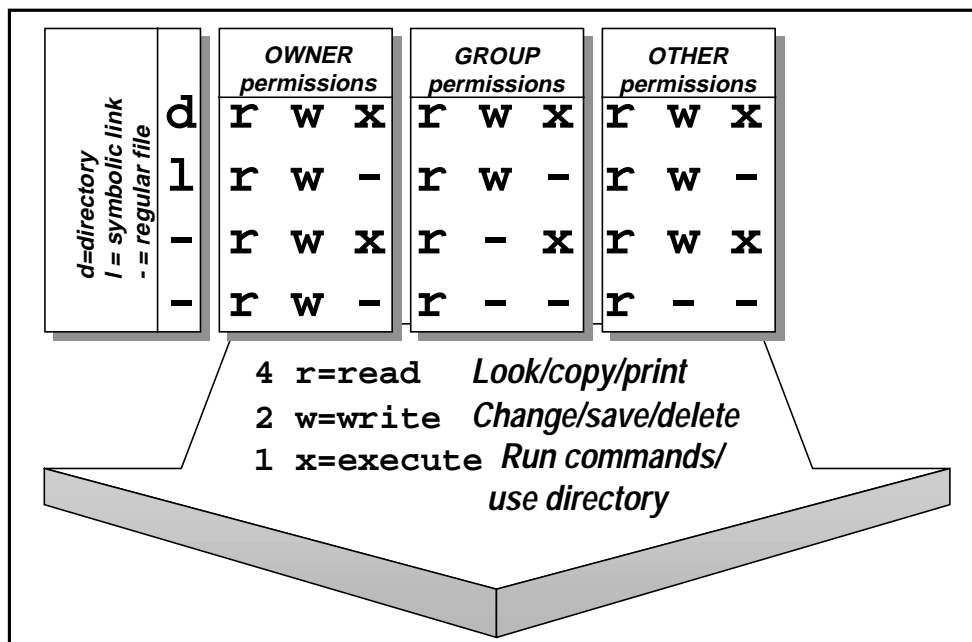 d=directory
l = symbolic link
- = regular file
OWNER permissions GROUP permissions OTHER permissions
d r w x r w x r w x
l r w - r w - r w -
- r w x r - x r w x
- r w - r - - r - -
4 r=read Look/copy/print
2 w=write Change/save/delete
1 x=execute Run commands/
use directory